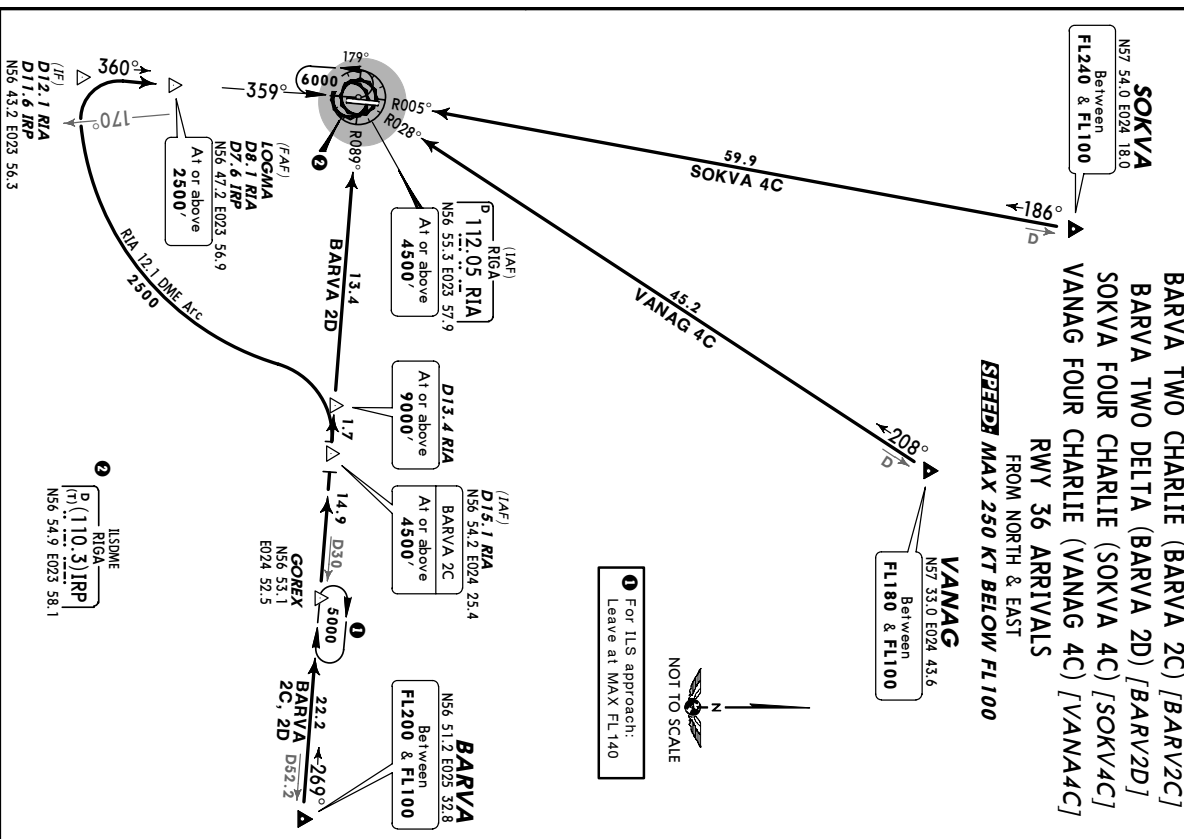 BARVA TWO CHARLIE (BARVA 2C) [BARV2C]
BARVA TWO DELTA (BARVA 2D) [BARV2D]
SOKVA FOUR CHARLIE (SOKVA 4C) [SOKV4C]
VANAG FOUR CHARLIE (VANAG 4C) [VANA4C]
RWY 36 ARRIVALS
FROM NORTH & EAST
SPEED: MAX 250 KT BELOW FL100
SOKVA
N57 54.0 E024 18.0
Between
FL240 & FL100
186°
D
59.9
SOKVA 4C
R005°
VANAG
N57 33.0 E024 43.6
Between
FL180 & FL100
208°
D
45.2
VANAG 4C
R028°
N
NOT TO SCALE
1 For ILS approach:
Leave at MAX FL140
(IAF)
RIGA
D 112.05 RIA
N56 55.3 E023 57.9
At or above
4500'
179°
6000
359°
R089°
2
13.4
BARVA 2D
D13.4 RIA
At or above
9000'
1.7
(IAF)
D15.1 RIA
N56 54.2 E024 25.4
BARVA 2C
At or above
4500'
14.9
D30
GOREX
N56 53.1
E024 52.5
5000
1
22.2
BARVA
2C, 2D
D52.2
269°
BARVA
N56 51.2 E025 32.8
Between
FL200 & FL100
(FAF)
LOGMA
D8.1 RIA
D7.6 IRP
N56 47.2 E023 56.9
At or above
2500'
360°
170°
RIA 12.1 DME Arc
2500
(IF)
D12.1 RIA
D11.6 IRP
N56 43.2 E023 56.3
2
ILSDME
RIGA
D (T) (110.3) IRP
N56 54.9 E023 58.1